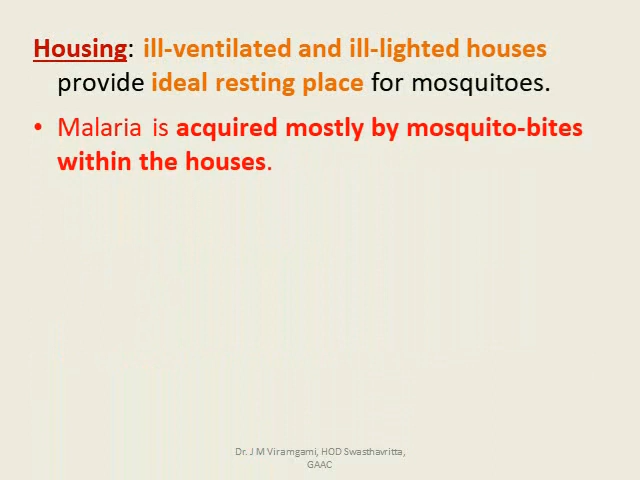 Housing: ill-ventilated and ill-lighted houses
provide ideal resting place for mosquitoes.
• Malaria is acquired mostly by mosquito-bites
within the houses.
Dr. J M Viramgami, HOD Swasthavritta,
GAAC